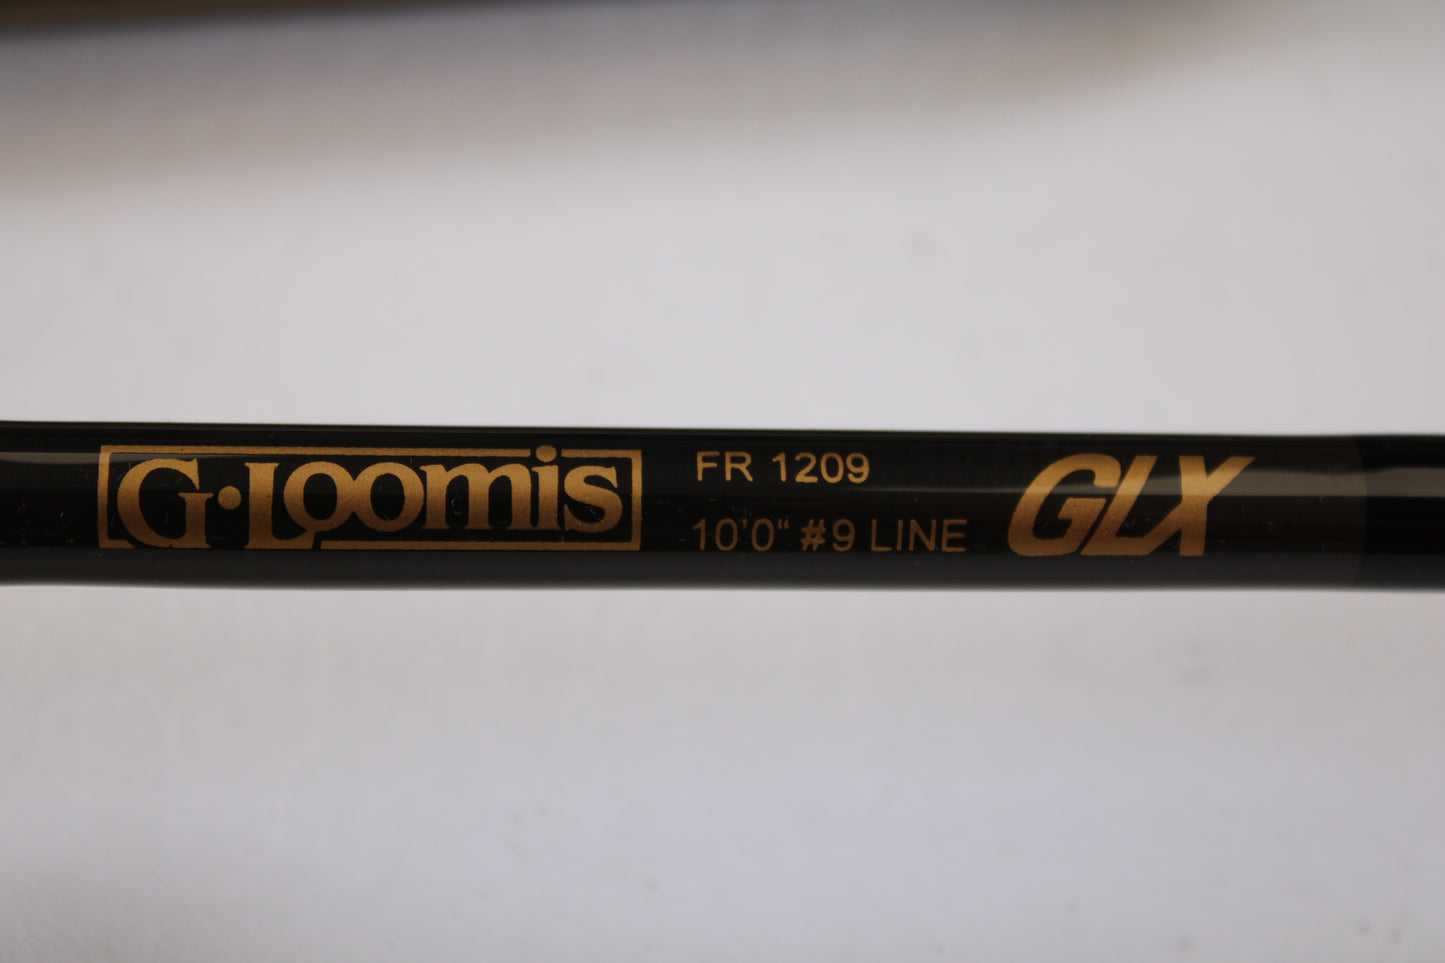 G·Loomis
FR 1209
10'0" #9 LINE
GLX